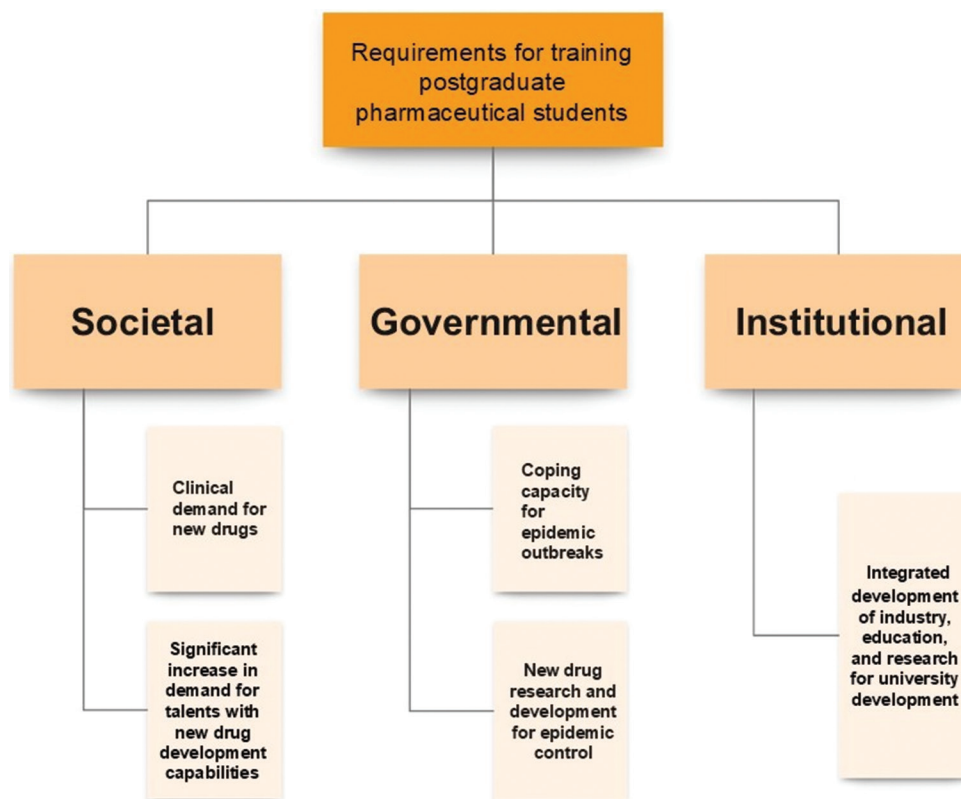 Requirements for training
postgraduate
pharmaceutical students
Societal
Governmental
Institutional
Clinical
demand for
new drugs
Significant
increase in
demand for
talents with
new drug
development
capabilities
Coping
capacity
for
epidemic
outbreaks
New drug
research and
development
for epidemic
control
Integrated
development
of industry,
education,
and research
for university
development